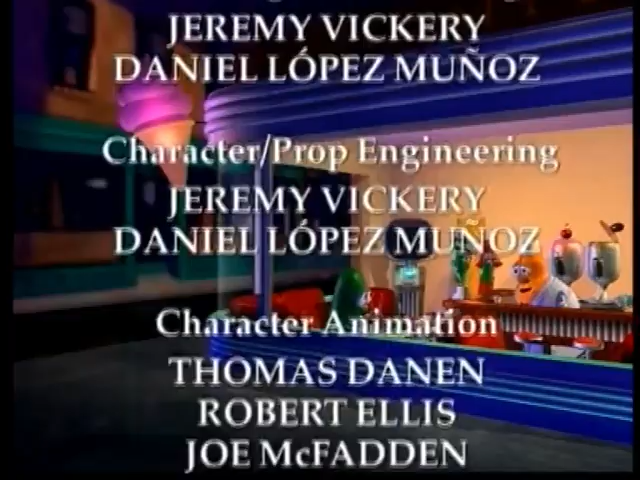 JEREMY VICKERY
DANIEL LÓPEZ MUÑOZ
Character/Prop Engineering
JEREMY VICKERY
DANIEL LÓPEZ MUÑOZ
Character Animation
THOMAS DANEN
ROBERT ELLIS
JOE McFADDEN